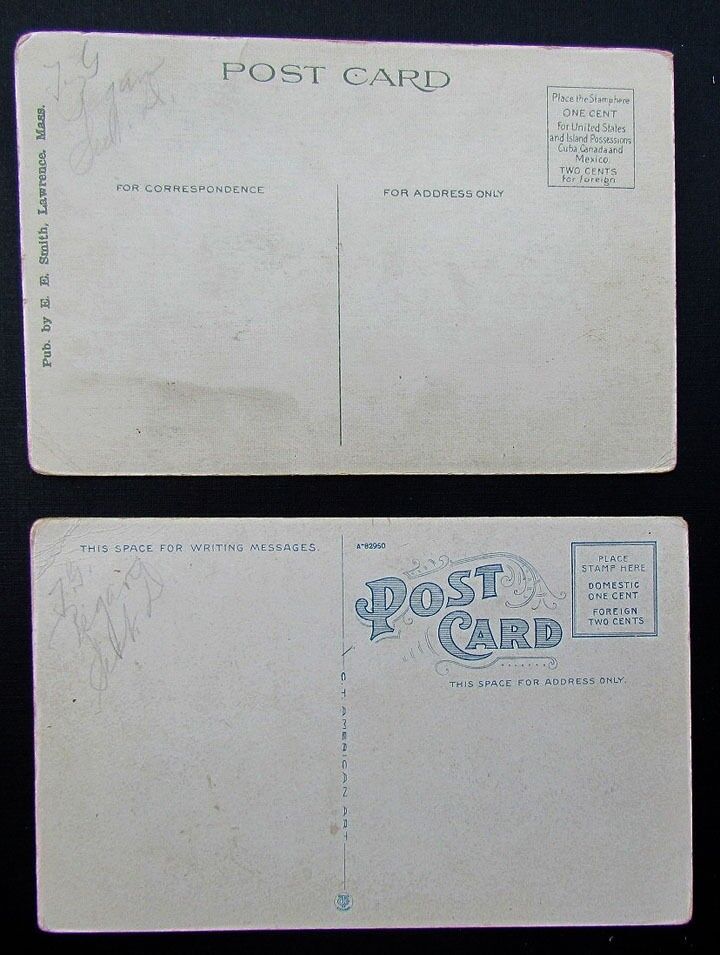 POST CARD
Pub. by E. E. Smith, Lawrence, Mass.
Place the Stamp here
ONE CENT
for United States
and Island Possessions
Cuba, Canada and
Mexico.
TWO CENTS
for foreign
FOR CORRESPONDENCE
FOR ADDRESS ONLY
THIS SPACE FOR WRITING MESSAGES.
A-82960
POST
CARD
PLACE
STAMP HERE
DOMESTIC
ONE CENT
FOREIGN
TWO CENTS
THIS SPACE FOR ADDRESS ONLY.
C. T. AMERICAN ART